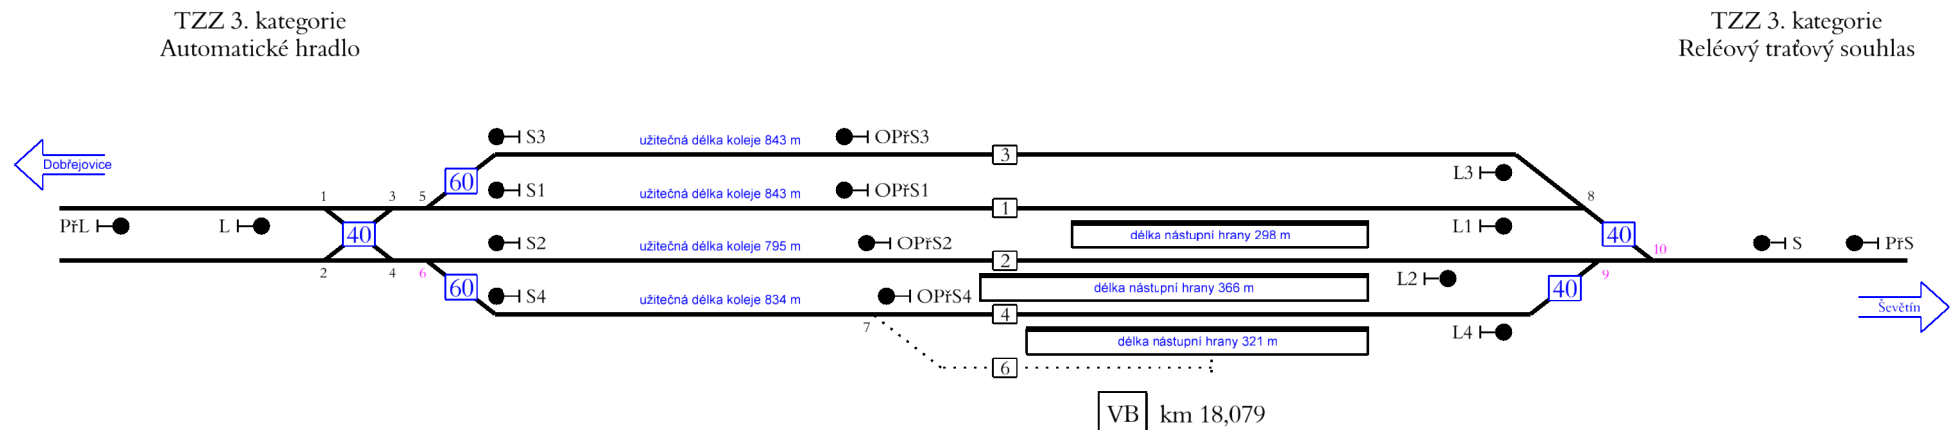 TZZ 3. kategorie
Automatické hradlo
TZZ 3. kategorie
Reléový traťový souhlas
S3
užitečná délka koleje 843 m
OPřS3
3
Dobřejovice
60
L3
S1
užitečná délka koleje 843 m
OPřS1
1
3
5
1
8
PřL
L
40
délka nástupní hrany 298 m
L1
40
S2
užitečná délka koleje 795 m
OPřS2
S
PřS
10
2
2
4
6
9
60
délka nástupní hrany 366 m
L2
40
S4
užitečná délka koleje 834 m
OPřS4
Ševětín
4
7
L4
délka nástupní hrany 321 m
6
VB km 18,079